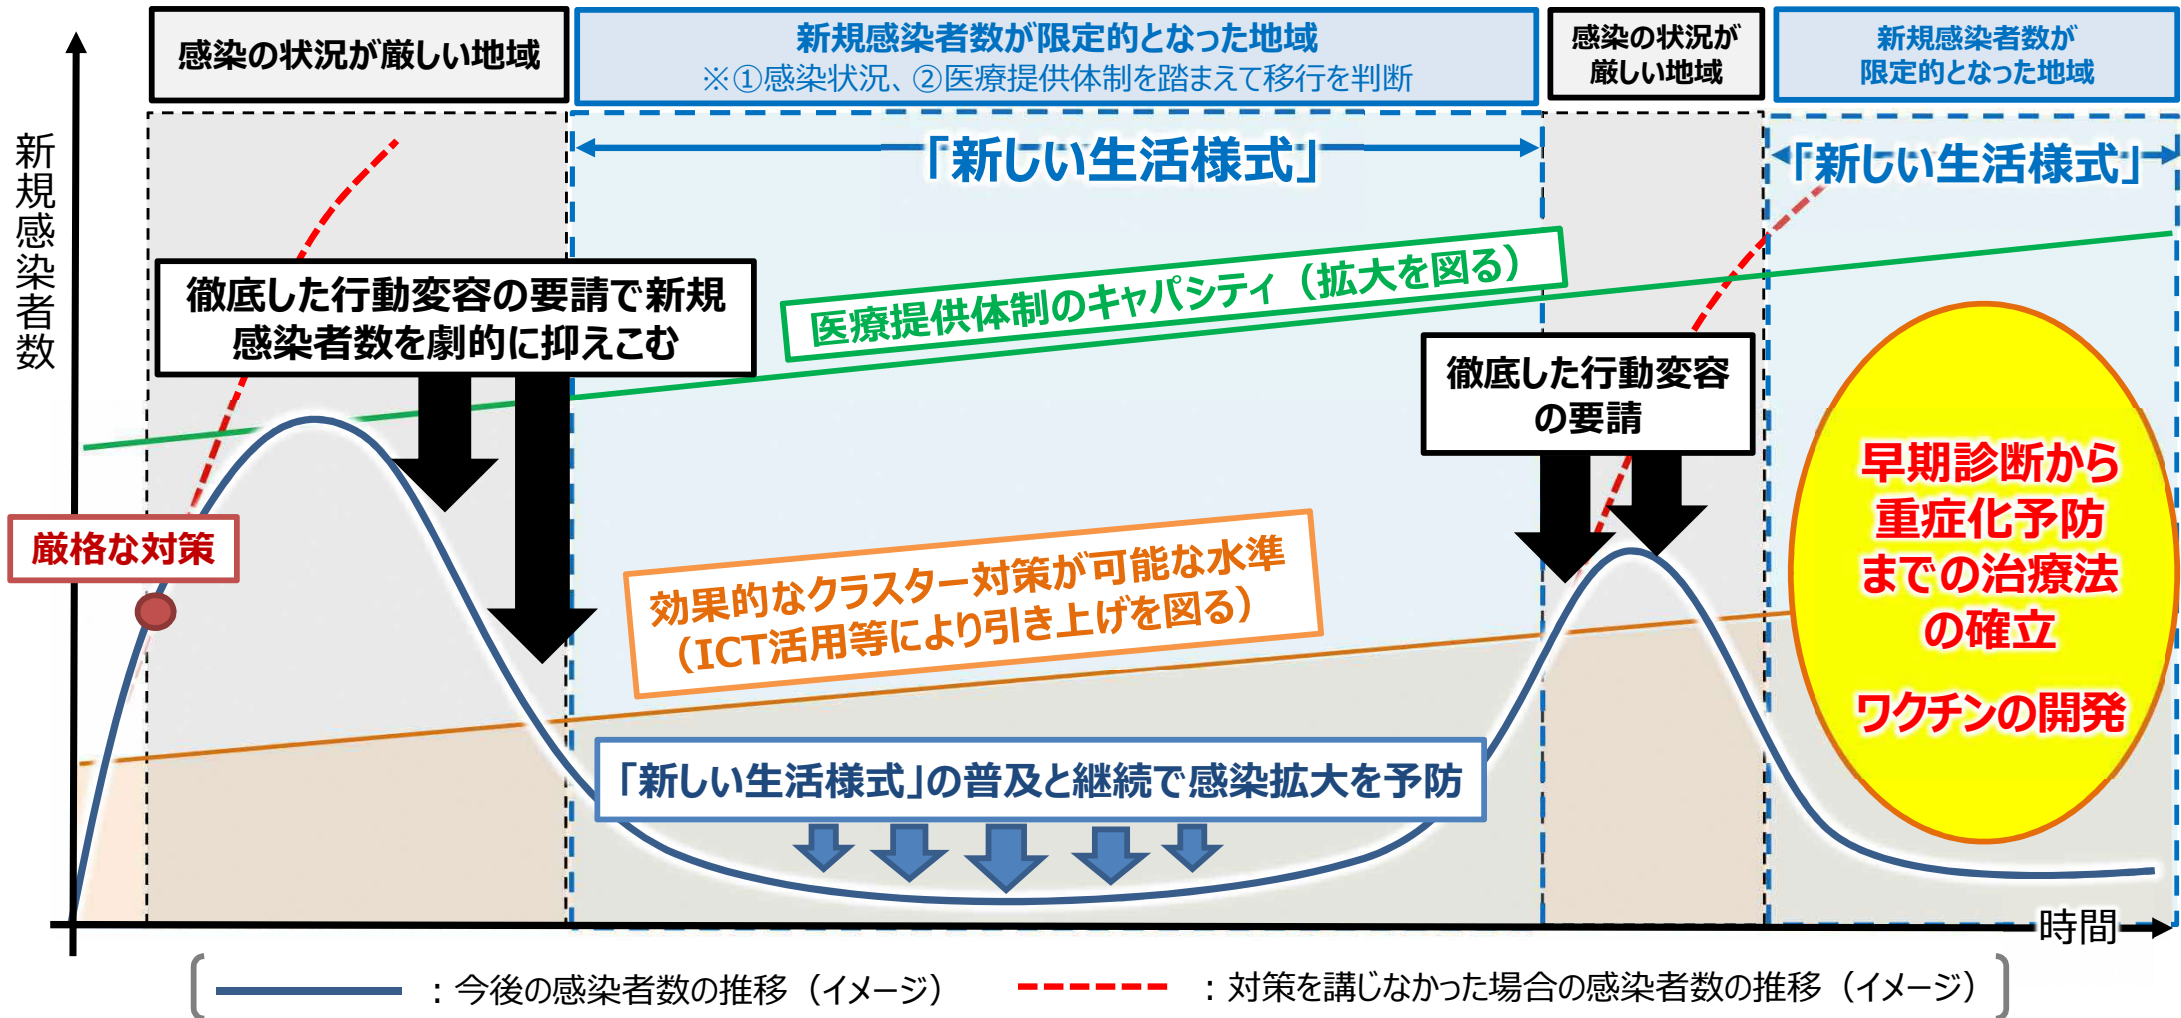 感染の状況が厳しい地域
新規感染者数が限定的となった地域
※①感染状況、②医療提供体制を踏まえて移行を判断
感染の状況が
厳しい地域
新規感染者数が
限定的となった地域
新規感染者数
「新しい生活様式」
「新しい生活様式」
徹底した行動変容の要請で新規
感染者数を劇的に抑えこむ
医療提供体制のキャパシティ（拡大を図る）
徹底した行動変容
の要請
厳格な対策
効果的なクラスター対策が可能な水準
（ICT活用等により引き上げを図る）
早期診断から
重症化予防
までの治療法
の確立
ワクチンの開発
「新しい生活様式」の普及と継続で感染拡大を予防
時間
：今後の感染者数の推移（イメージ）
：対策を講じなかった場合の感染者数の推移（イメージ）